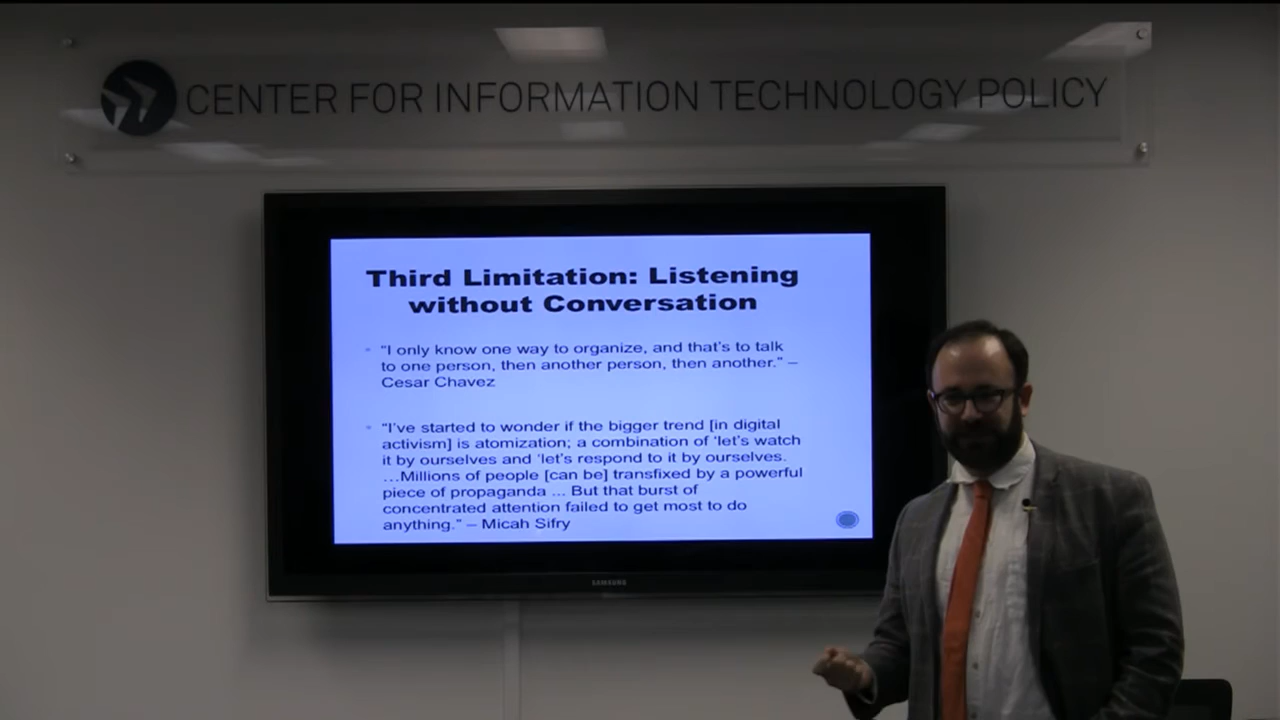 CENTER FOR INFORMATION TECHNOLOGY POLICY
Third Limitation: Listening
without Conversation
"I only know one way to organize, and that's to talk
to one person, then another person, then another." –
Cesar Chavez
"I've started to wonder if the bigger trend [in digital
activism] is atomization; a combination of 'let's watch
it by ourselves and 'let's respond to it by ourselves.
…Millions of people [can be] transfixed by a powerful
piece of propaganda ... But that burst of
concentrated attention failed to get most to do
anything." – Micah Sifry
SAMSUNG